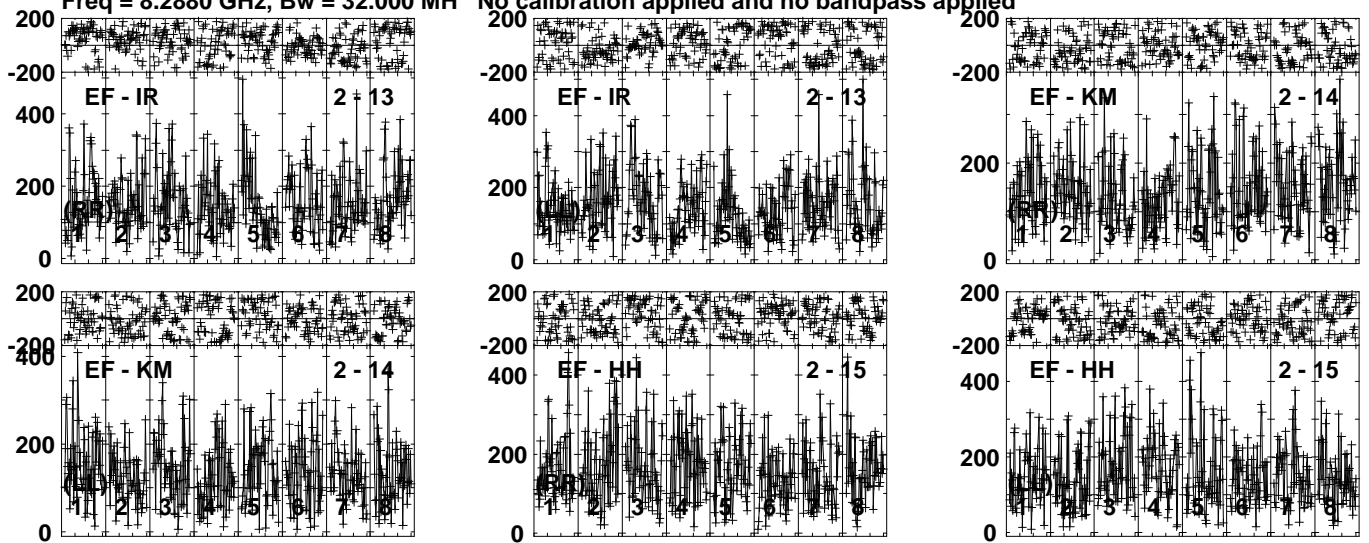 Freq = 8.2880 GHz, Bw = 32.000 MH   No calibration applied and no bandpass applied
200 200 200
-200 -200 -200
EF - IR 2 - 13 EF - IR 2 - 13 EF - KM 2 - 14
400 400 400
200 200 200
(RR) (LL) (RR)
1 2 3 4 5 6 7 8 1 2 3 4 5 6 7 8 1 2 3 4 5 6 7 8
0 0 0
200 200 200
-200 -200 -200
400
EF - KM 2 - 14 EF - HH 2 - 15 EF - HH 2 - 15
400 400
200 200 200
(LL) (RR) (LL)
1 2 3 4 5 6 7 8 1 2 3 4 5 6 7 8 1 2 3 4 5 6 7 8
0 0 0